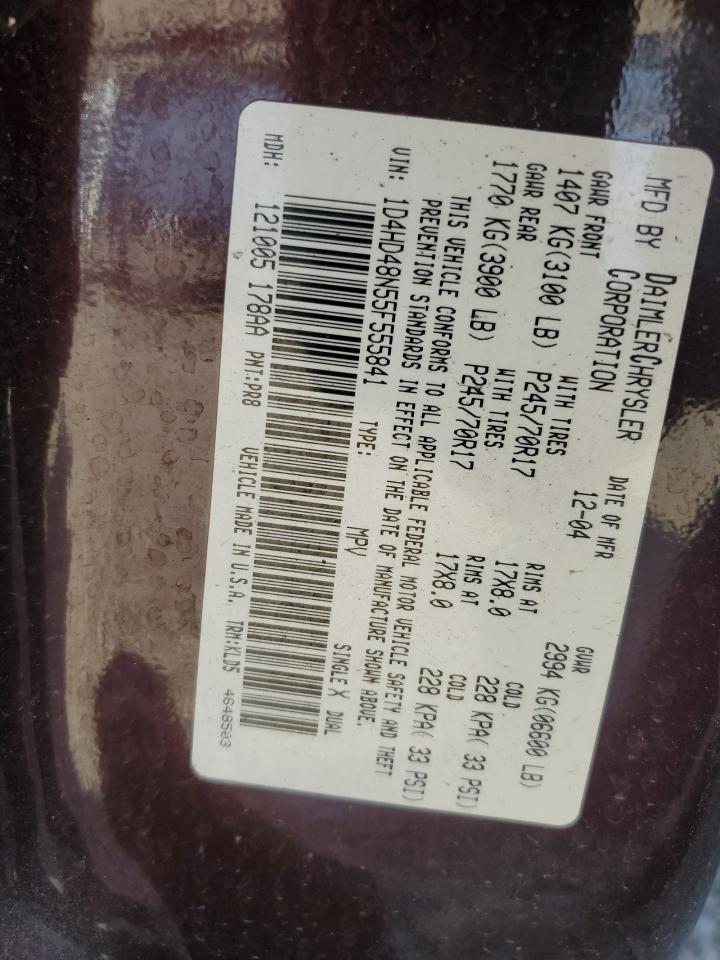 MFD BY DAIMLERCHRYSLER CORPORATION
DATE OF MFR 12-04
GVWR 2994 KG(06600 LB)
GAWR FRONT WITH TIRES RIMS AT COLD
1407 KG(3100 LB) P245/70R17 17X8.0 228 KPA( 33 PSI)
GAWR REAR WITH TIRES RIMS AT COLD
1770 KG(3900 LB) P245/70R17 17X8.0 228 KPA( 33 PSI)
THIS VEHICLE CONFORMS TO ALL APPLICABLE FEDERAL MOTOR VEHICLE SAFETY AND THEFT
PREVENTION STANDARDS IN EFFECT ON THE DATE OF MANUFACTURE SHOWN ABOVE.
VIN: 1D4HD48N55F555841 TYPE: MPV SINGLE X DUAL
MDH: 121005 178AA PNT:PR8 VEHICLE MADE IN U.S.A. TRM:KLD5 4648503